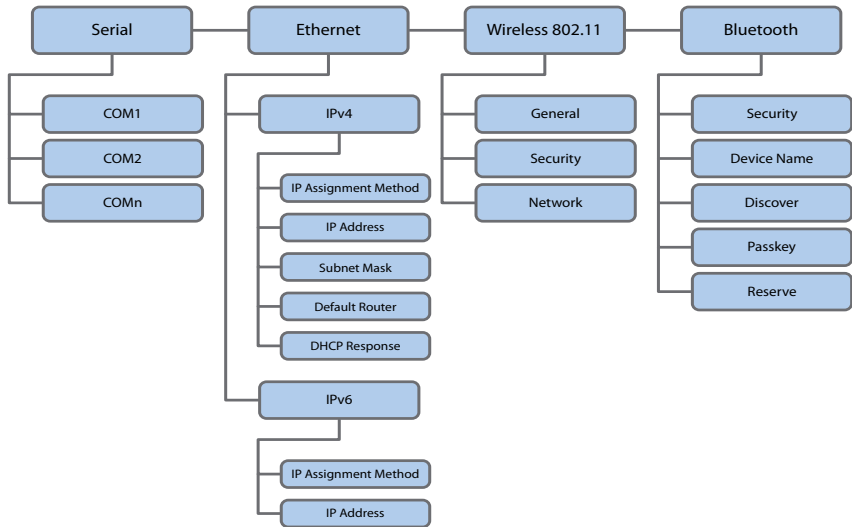 Serial
Ethernet
Wireless 802.11
Bluetooth
COM1
COM2
COMn
IPv4
IP Assignment Method
IP Address
Subnet Mask
Default Router
DHCP Response
IPv6
IP Assignment Method
IP Address
General
Security
Network
Security
Device Name
Discover
Passkey
Reserve